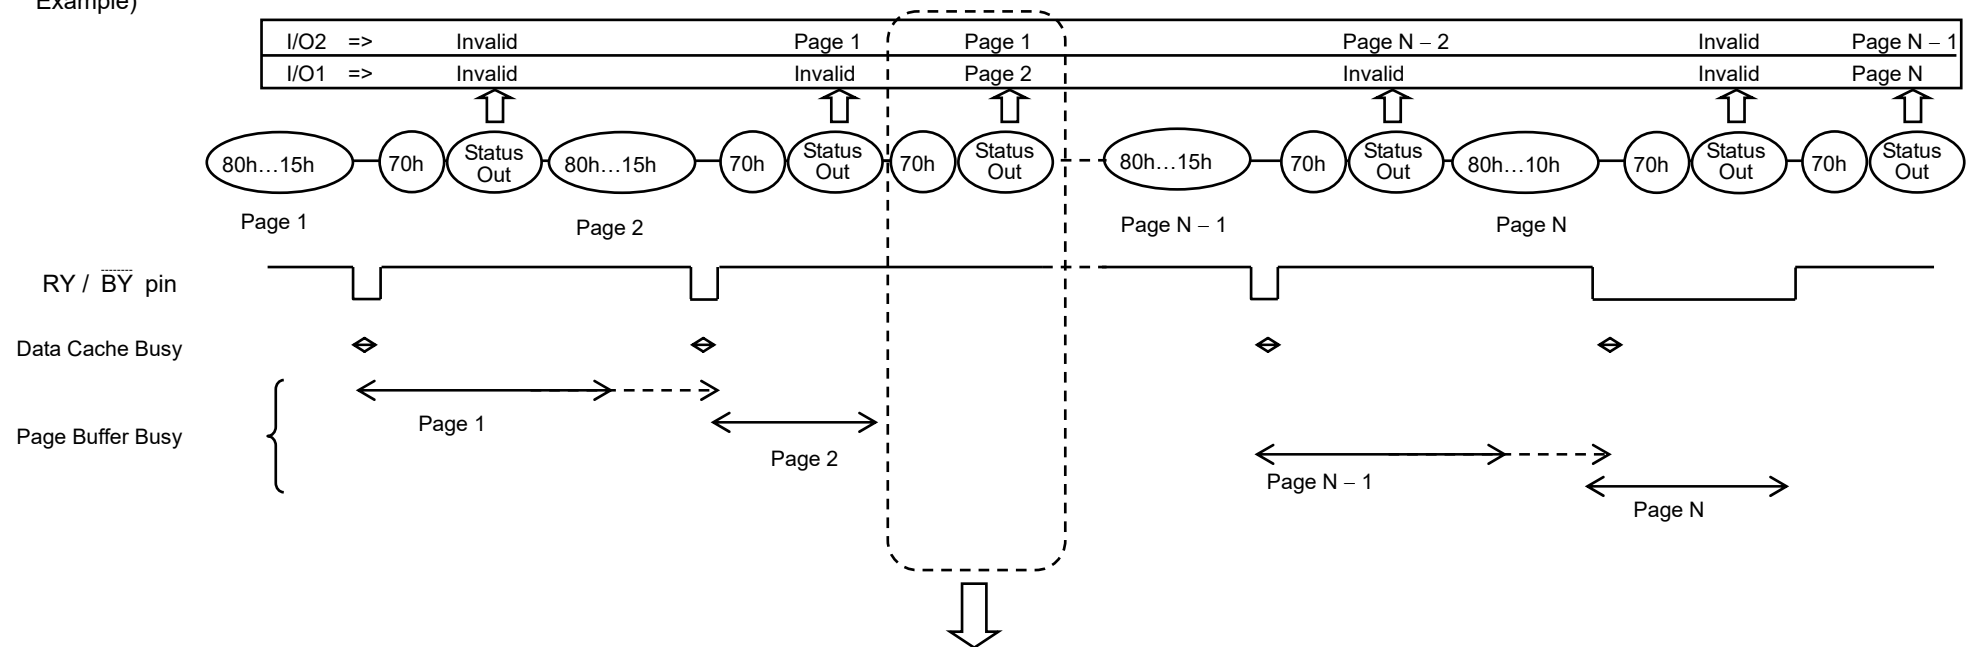 Example)
I/O2 => Invalid Page 1 Page 1 Page N – 2 Invalid Page N – 1
I/O1 => Invalid Invalid Page 2 Invalid Invalid Page N
80h…15h 70h Status Out 80h…15h 70h Status Out 70h Status Out 80h…15h 70h Status Out 80h…10h 70h Status Out 70h Status Out
Page 1 Page 2 Page N – 1 Page N
RY / BY pin
Data Cache Busy
Page Buffer Busy
Page 1
Page 2
Page N – 1
Page N